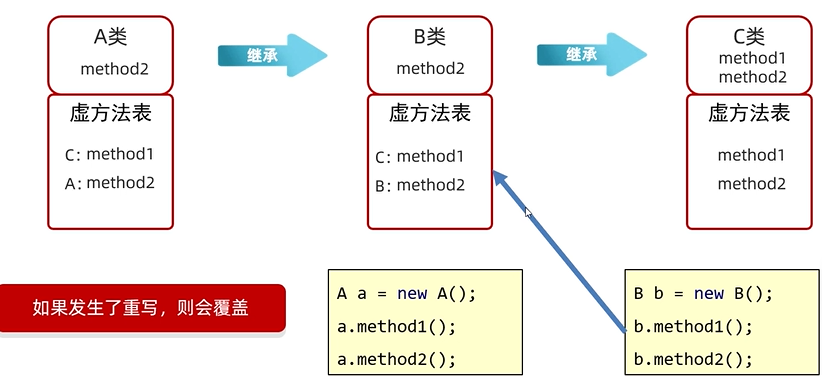 A类
method2
继承
B类
method2
继承
C类
method1
method2
虚方法表
C: method1
A: method2
虚方法表
C: method1
B: method2
虚方法表
method1
method2
如果发生了重写，则会覆盖
A a = new A();
a.method1();
a.method2();
B b = new B();
b.method1();
b.method2();